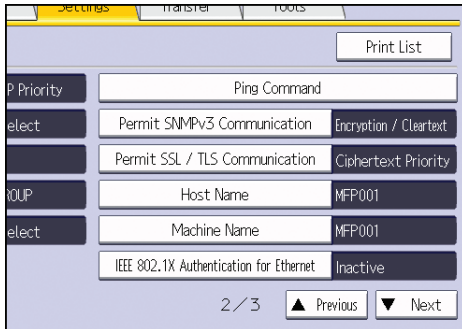 Settings Transfer Tools
Print List
P Priority Ping Command
elect Permit SNMPv3 Communication Encryption / Cleartext
Permit SSL / TLS Communication Ciphertext Priority
ROUP Host Name MFP001
elect Machine Name MFP001
IEEE 802.1X Authentication for Ethernet Inactive
2/3 ▲ Previous ▼ Next